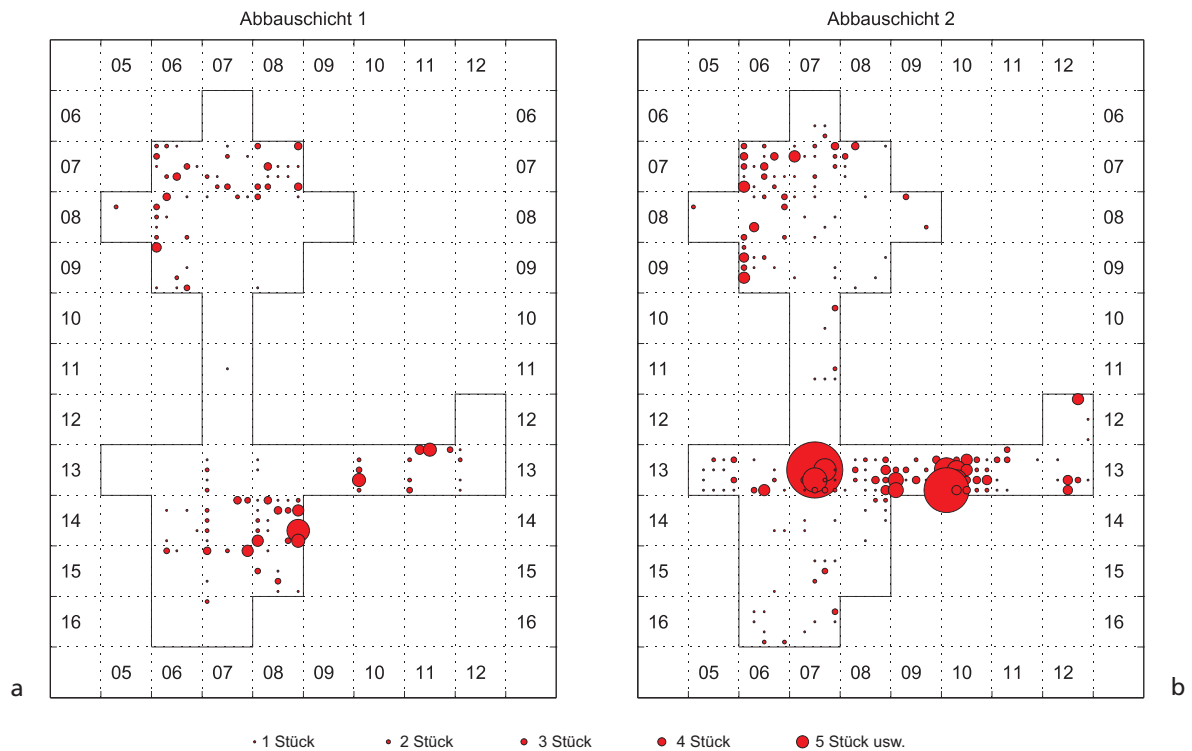 Abbauschicht 1 Abbauschicht 2
05 06 07 08 09 10 11 12 05 06 07 08 09 10 11 12
06 06 06 06
07 07 07 07
08 08 08 08
09 09 09 09
10 10 10 10
11 11 11 11
12 12 12 12
13 13 13 13
14 14 14 14
15 15 15 15
16 16 16 16
05 06 07 08 09 10 11 12 05 06 07 08 09 10 11 12
a b
1 Stück 2 Stück 3 Stück 4 Stück 5 Stück usw.